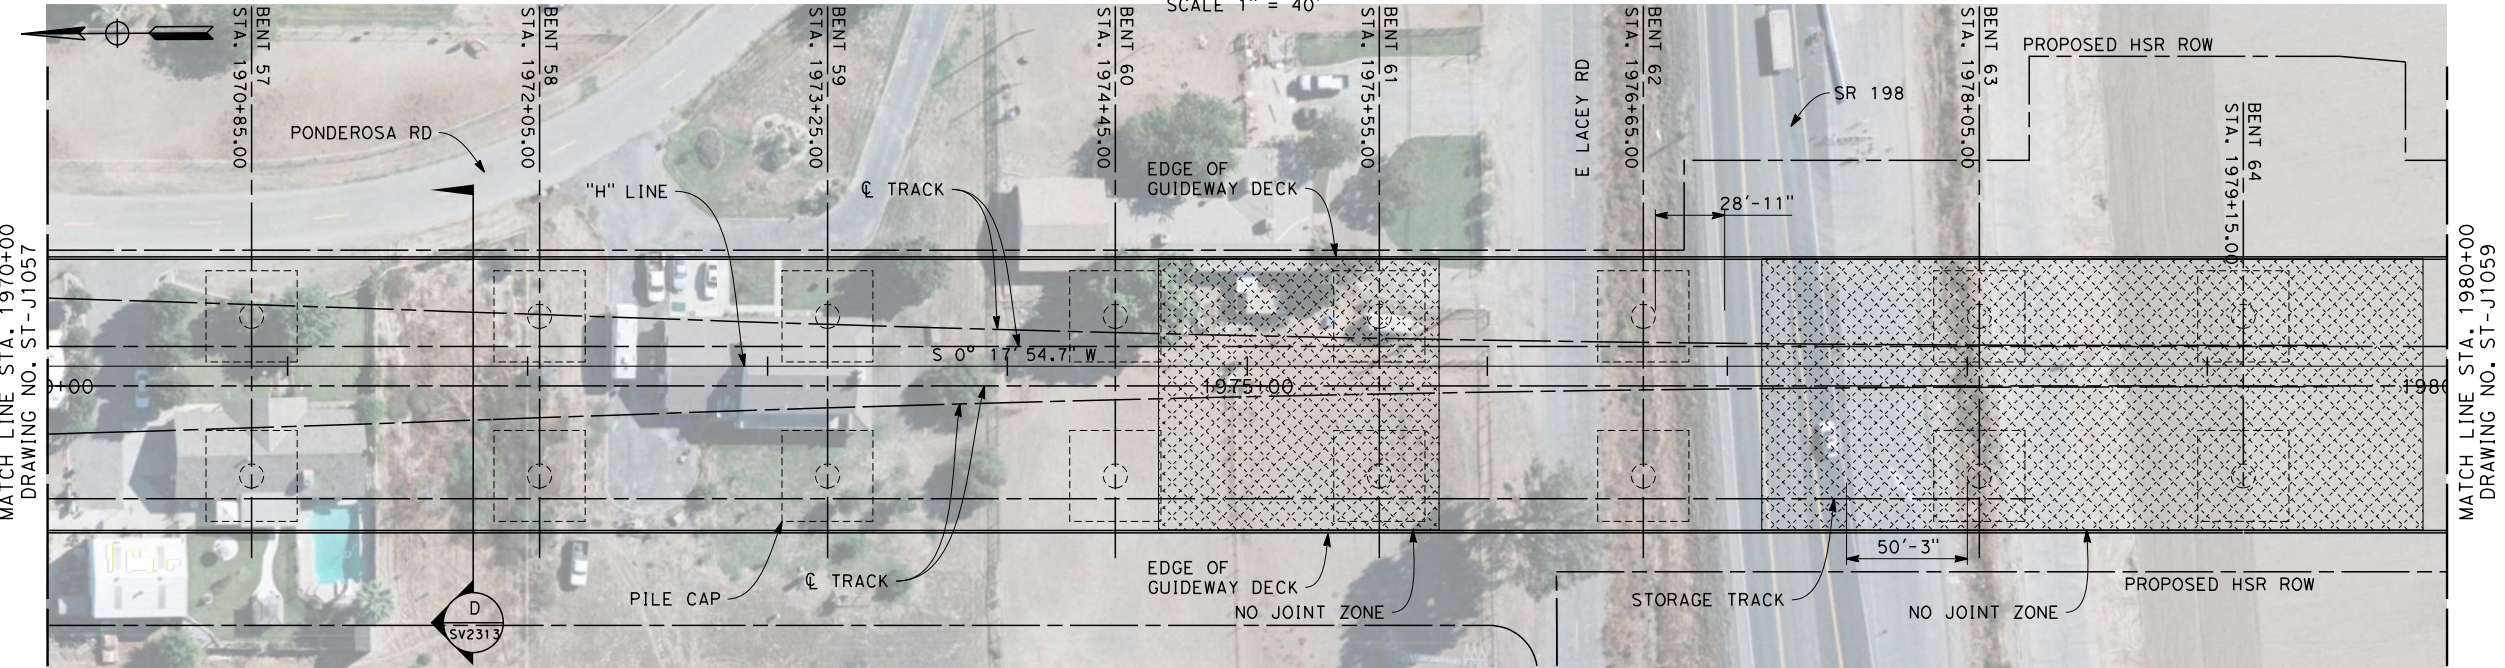 SCALE 1" = 40'
BENT 57
STA. 1970+85.00
BENT 58
STA. 1972+05.00
BENT 59
STA. 1973+25.00
BENT 60
STA. 1974+45.00
BENT 61
STA. 1975+55.00
E LACEY RD
BENT 62
STA. 1976+65.00
BENT 63
STA. 1978+05.00
BENT 64
STA. 1979+15.00
PROPOSED HSR ROW
SR 198
PONDEROSA RD
"H" LINE
℄ TRACK
EDGE OF
GUIDEWAY DECK
28'-11"
MATCH LINE STA. 1970+00
DRAWING NO. ST-J1057
S 0° 17' 54.7" W
0+00
1975+00
1980
MATCH LINE STA. 1980+00
DRAWING NO. ST-J1059
50'-3"
℄ TRACK
PILE CAP
EDGE OF
GUIDEWAY DECK
NO JOINT ZONE
STORAGE TRACK
NO JOINT ZONE
PROPOSED HSR ROW
D
SV2313